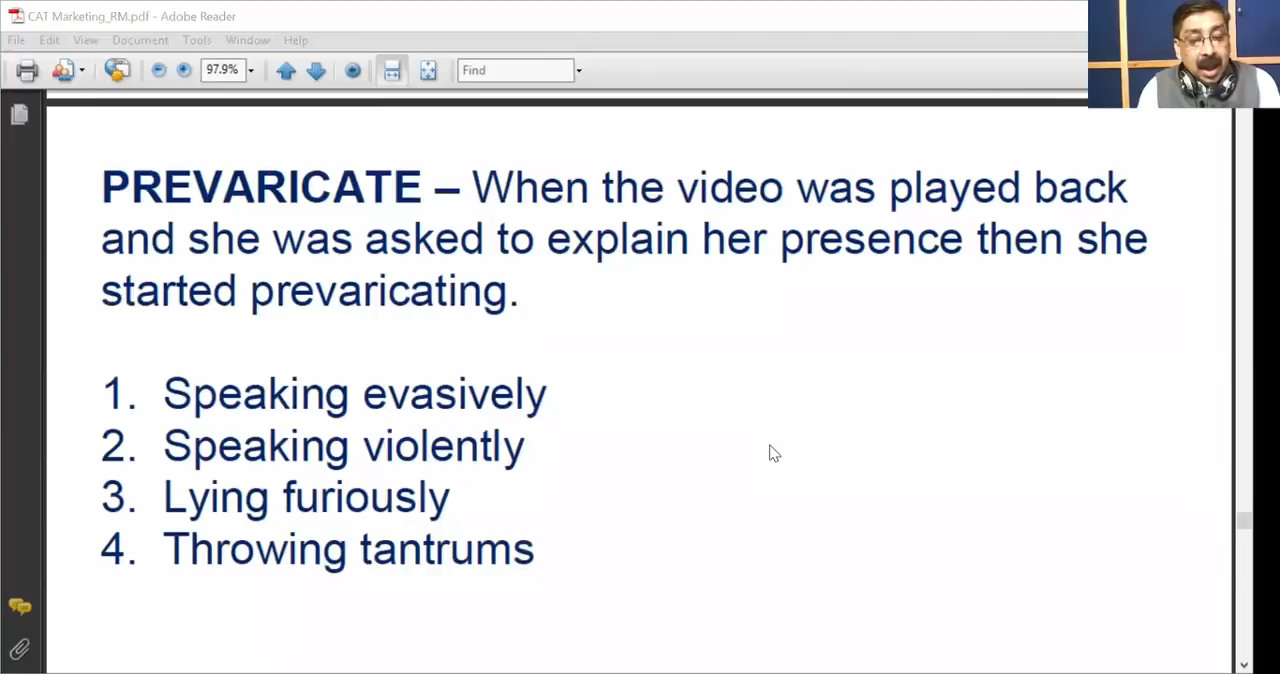 CAT Marketing_RM.pdf - Adobe Reader
File Edit View Document Tools Window Help
97.9% Find
PREVARICATE – When the video was played back
and she was asked to explain her presence then she
started prevaricating.
1. Speaking evasively
2. Speaking violently
3. Lying furiously
4. Throwing tantrums